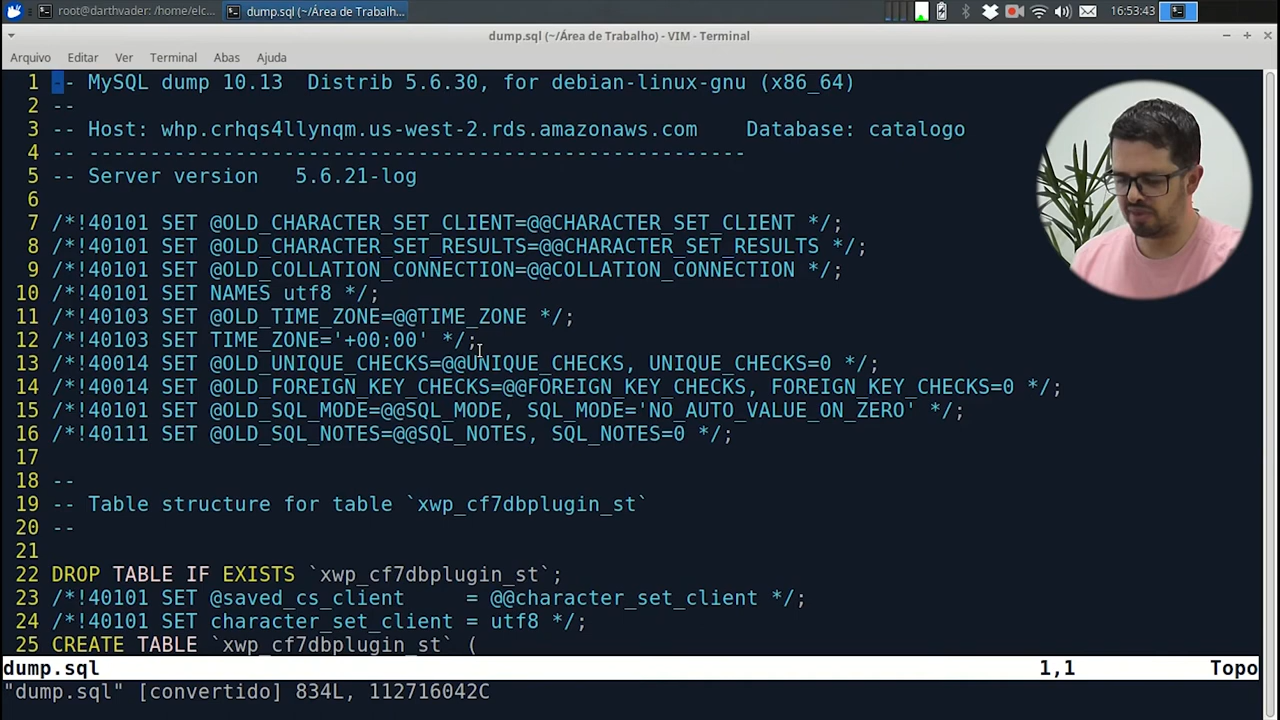 root@darthvader: /home/elc...
dump.sql (~/Área de Trabalh...
16:53:43
dump.sql (~/Área de Trabalho) - VIM - Terminal
Arquivo Editar Ver Terminal Abas Ajuda
1 -- MySQL dump 10.13  Distrib 5.6.30, for debian-linux-gnu (x86_64)
2 --
3 -- Host: whp.crhqs4llynqm.us-west-2.rds.amazonaws.com    Database: catalogo
4 -- ------------------------------------------------------
5 -- Server version   5.6.21-log
6
7 /*!40101 SET @OLD_CHARACTER_SET_CLIENT=@@CHARACTER_SET_CLIENT */;
8 /*!40101 SET @OLD_CHARACTER_SET_RESULTS=@@CHARACTER_SET_RESULTS */;
9 /*!40101 SET @OLD_COLLATION_CONNECTION=@@COLLATION_CONNECTION */;
10 /*!40101 SET NAMES utf8 */;
11 /*!40103 SET @OLD_TIME_ZONE=@@TIME_ZONE */;
12 /*!40103 SET TIME_ZONE='+00:00' */;
13 /*!40014 SET @OLD_UNIQUE_CHECKS=@@UNIQUE_CHECKS, UNIQUE_CHECKS=0 */;
14 /*!40014 SET @OLD_FOREIGN_KEY_CHECKS=@@FOREIGN_KEY_CHECKS, FOREIGN_KEY_CHECKS=0 */;
15 /*!40101 SET @OLD_SQL_MODE=@@SQL_MODE, SQL_MODE='NO_AUTO_VALUE_ON_ZERO' */;
16 /*!40111 SET @OLD_SQL_NOTES=@@SQL_NOTES, SQL_NOTES=0 */;
17
18 --
19 -- Table structure for table `xwp_cf7dbplugin_st`
20 --
21
22 DROP TABLE IF EXISTS `xwp_cf7dbplugin_st`;
23 /*!40101 SET @saved_cs_client     = @@character_set_client */;
24 /*!40101 SET character_set_client = utf8 */;
25 CREATE TABLE `xwp_cf7dbplugin_st` (
dump.sql 1,1 Topo
"dump.sql" [convertido] 834L, 112716042C